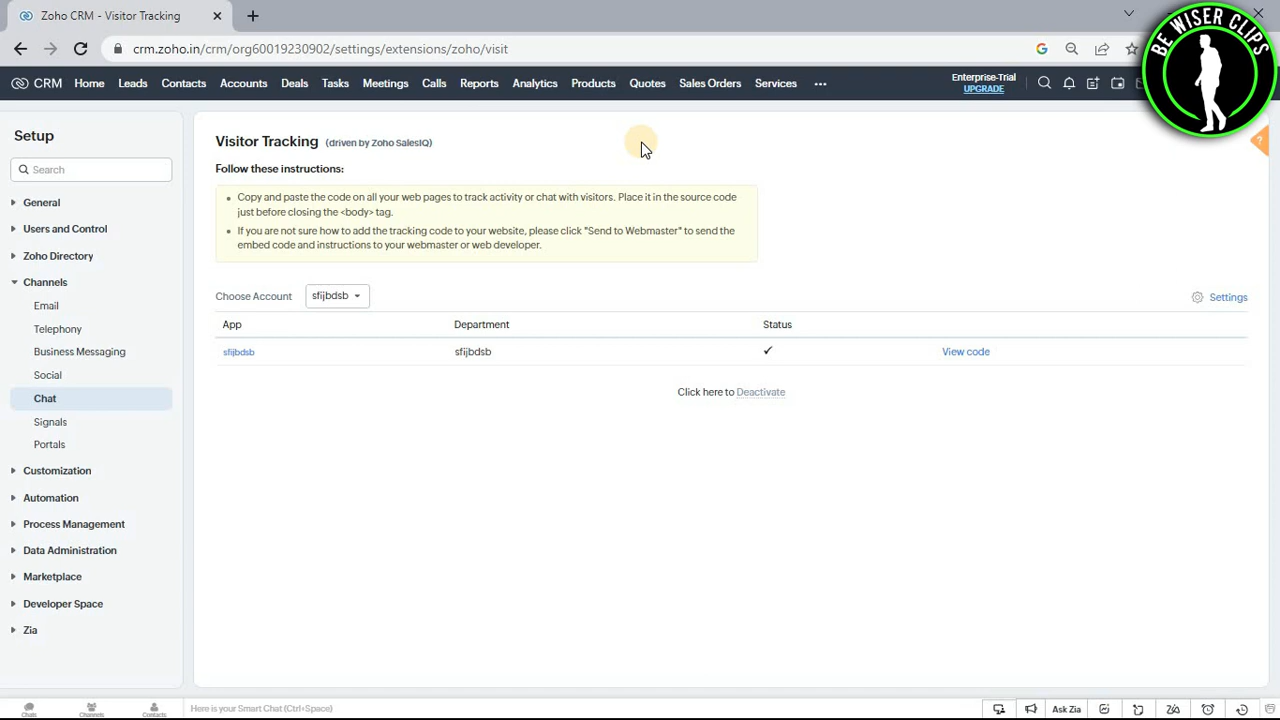 Zoho CRM - Visitor Tracking
crm.zoho.in/crm/org60019230902/settings/extensions/zoho/visit
BE WISER CLIPS
CRM Home Leads Contacts Accounts Deals Tasks Meetings Calls Reports Analytics Products Quotes Sales Orders Services ...
Enterprise-Trial
UPGRADE
Setup
Search
General
Users and Control
Zoho Directory
Channels
Email
Telephony
Business Messaging
Social
Chat
Signals
Portals
Customization
Automation
Process Management
Data Administration
Marketplace
Developer Space
Zia
Visitor Tracking (driven by Zoho SalesIQ)
?
Follow these instructions:
Copy and paste the code on all your web pages to track activity or chat with visitors. Place it in the source code
just before closing the <body> tag.
If you are not sure how to add the tracking code to your website, please click "Send to Webmaster" to send the
embed code and instructions to your webmaster or web developer.
Choose Account sfijbdsb Settings
App Department Status
sfijbdsb sfijbdsb ✓ View code
Click here to Deactivate
Chats Channels Contacts Here is your Smart Chat (Ctrl+Space) Ask Zia